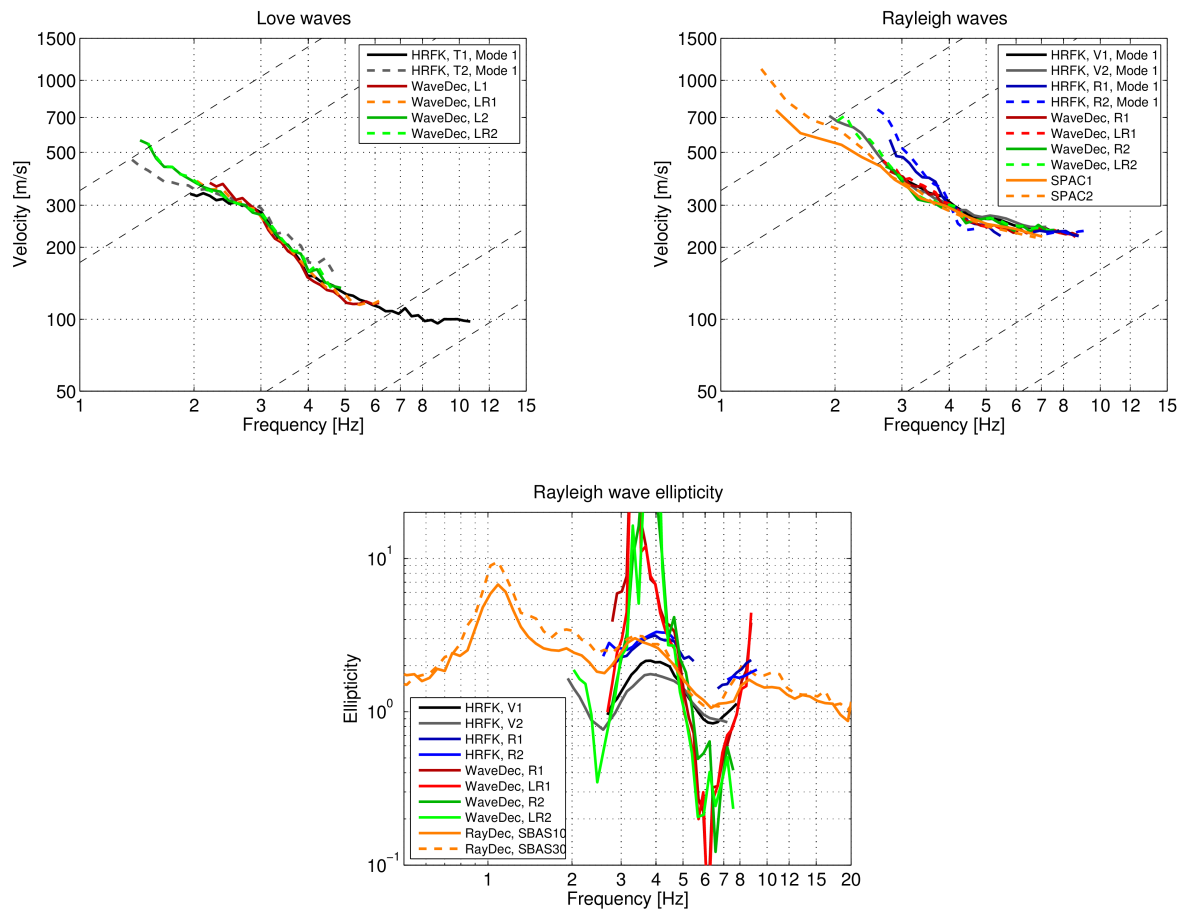 Love waves
1500
1000
700
500
300
200
100
50
Velocity [m/s]
HRFK, T1, Mode 1
HRFK, T2, Mode 1
WaveDec, L1
WaveDec, LR1
WaveDec, L2
WaveDec, LR2
1 2 3 4 5 6 7 8 10 12 15
Frequency [Hz]
Rayleigh waves
1500
1000
700
500
300
200
100
50
Velocity [m/s]
HRFK, V1, Mode 1
HRFK, V2, Mode 1
HRFK, R1, Mode 1
HRFK, R2, Mode 1
WaveDec, R1
WaveDec, LR1
WaveDec, R2
WaveDec, LR2
SPAC1
SPAC2
1 2 3 4 5 6 7 8 10 12 15
Frequency [Hz]
Rayleigh wave ellipticity
10^1
10^0
10^-1
Ellipticity
HRFK, V1
HRFK, V2
HRFK, R1
HRFK, R2
WaveDec, R1
WaveDec, LR1
WaveDec, R2
WaveDec, LR2
RayDec, SBAS10
RayDec, SBAS30
1 2 3 4 5 6 7 8 10 12 15 20
Frequency [Hz]